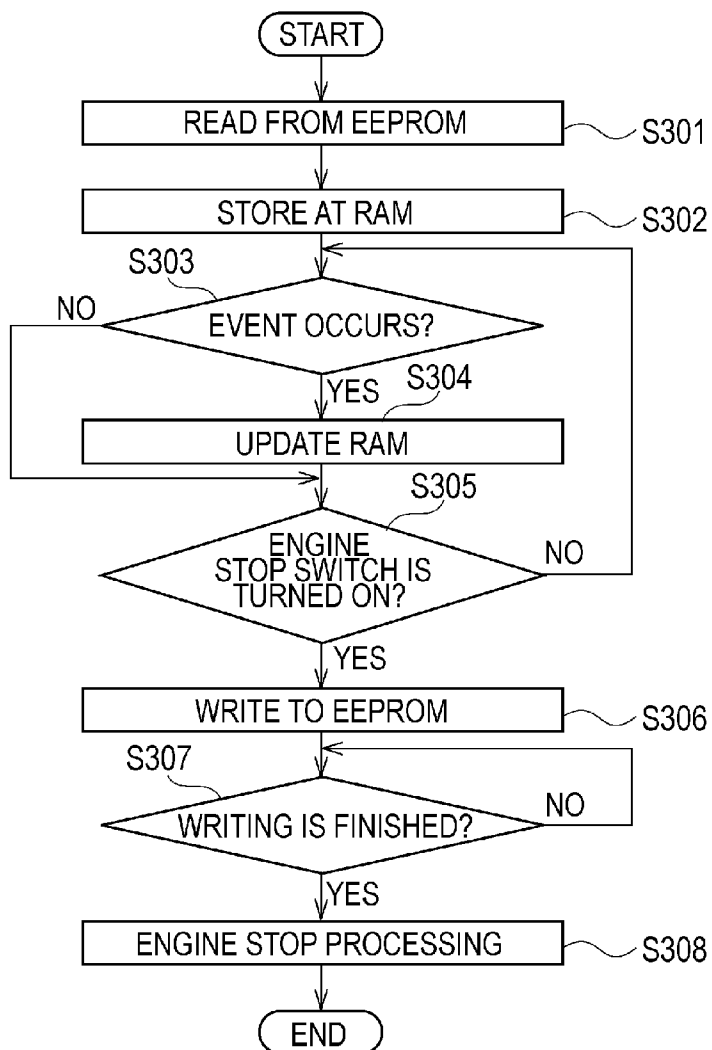 START
READ FROM EEPROM
S301
STORE AT RAM
S302
S303
NO
EVENT OCCURS?
YES
S304
UPDATE RAM
S305
ENGINE
STOP SWITCH IS
TURNED ON?
NO
YES
WRITE TO EEPROM
S306
S307
WRITING IS FINISHED?
NO
YES
ENGINE STOP PROCESSING
S308
END